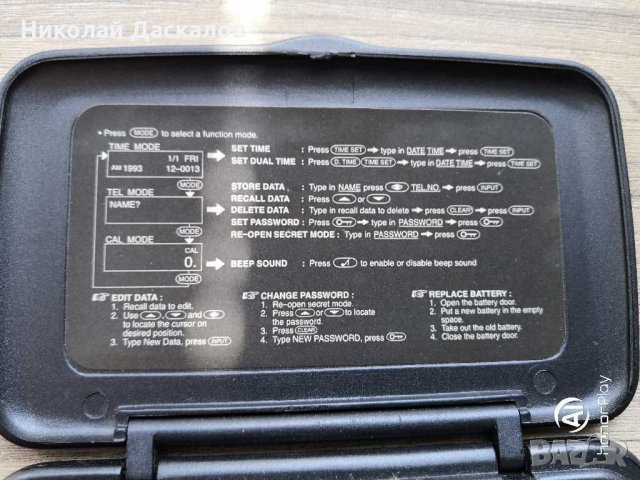 Николай Даскалов
• Press MODE to select a function mode.
TIME MODE
1/1 FRI
AM 1993 12-0013
MODE
SET TIME : Press TIME SET → type in DATE TIME → press TIME SET
SET DUAL TIME : Press D. TIME TIME SET → type in DATE TIME → press TIME SET
TEL MODE
NAME?
MODE
STORE DATA : Type in NAME press TEL.NO. → press INPUT
RECALL DATA : Press or
DELETE DATA : Type in recall data to delete → press CLEAR → press INPUT
SET PASSWORD : Press → type in PASSWORD → press
RE-OPEN SECRET MODE : Type in PASSWORD → press
CAL MODE
CAL
0.
MODE
BEEP SOUND : Press to enable or disable beep sound
EDIT DATA :
1. Recall data to edit.
2. Use , and
to locate the cursor on
desired position.
3. Type New Data, press INPUT
CHANGE PASSWORD :
1. Re-open secret mode.
2. Press or to locate
the password.
3. Press CLEAR
4. Type NEW PASSWORD, press
REPLACE BATTERY :
1. Open the battery door.
2. Put a new battery in the empty
space.
3. Take out the old battery.
4. Close the battery door.
AI
Honor Play
BAZAR